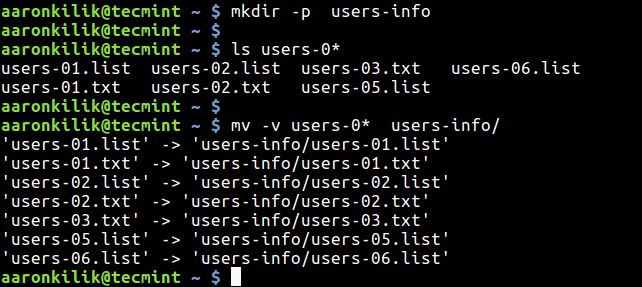 aaronkilik@tecmint ~ $ mkdir -p  users-info
aaronkilik@tecmint ~ $
aaronkilik@tecmint ~ $ ls users-0*
users-01.list  users-02.list  users-03.txt   users-06.list
users-01.txt   users-02.txt   users-05.list
aaronkilik@tecmint ~ $
aaronkilik@tecmint ~ $ mv -v users-0*  users-info/
'users-01.list' -> 'users-info/users-01.list'
'users-01.txt' -> 'users-info/users-01.txt'
'users-02.list' -> 'users-info/users-02.list'
'users-02.txt' -> 'users-info/users-02.txt'
'users-03.txt' -> 'users-info/users-03.txt'
'users-05.list' -> 'users-info/users-05.list'
'users-06.list' -> 'users-info/users-06.list'
aaronkilik@tecmint ~ $